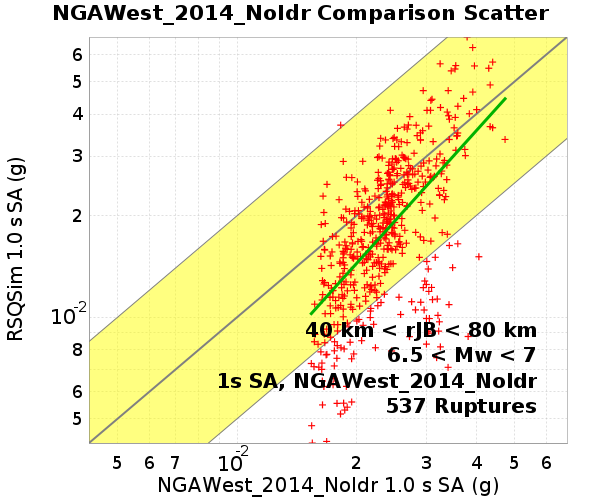 NGAWest_2014_NoIdr Comparison Scatter
RSQSim 1.0 s SA (g)
6
5
4
3
2
10-2
8
6
5
40 km < rJB < 80 km
6.5 < Mw < 7
1s SA, NGAWest_2014_NoIdr
537 Ruptures
5 6 7 10-2 2 3 4 5 6
NGAWest_2014_NoIdr 1.0 s SA (g)